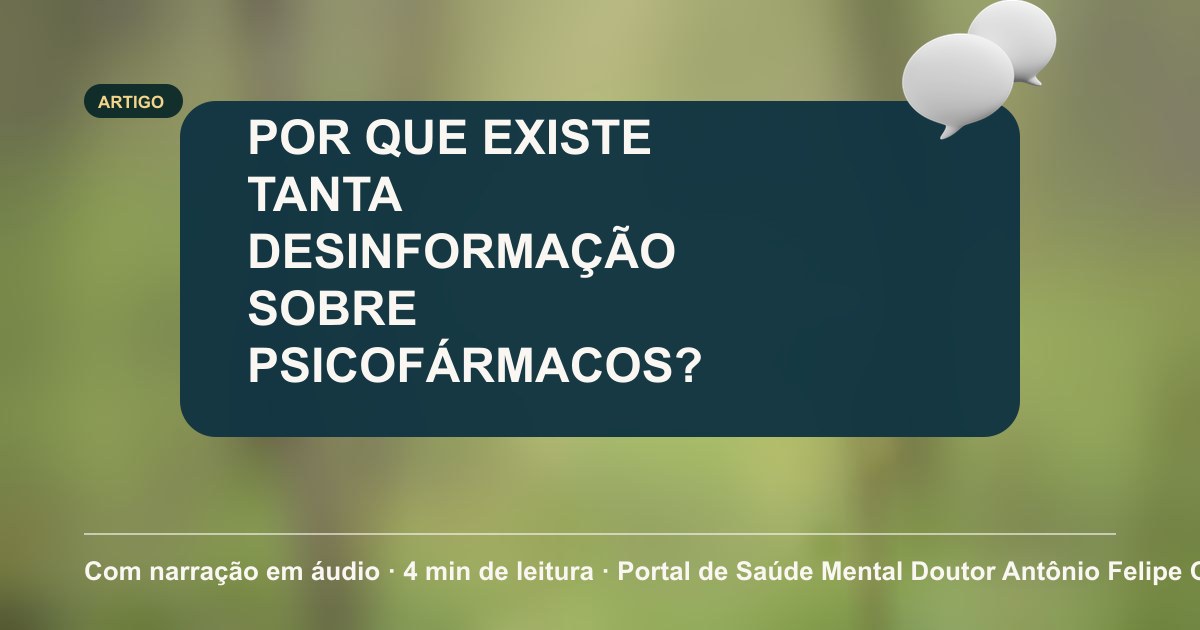 ARTIGO
POR QUE EXISTE
TANTA
DESINFORMAÇÃO
SOBRE
PSICOFÁRMACOS?
Com narração em áudio · 4 min de leitura · Portal de Saúde Mental Doutor Antônio Felipe